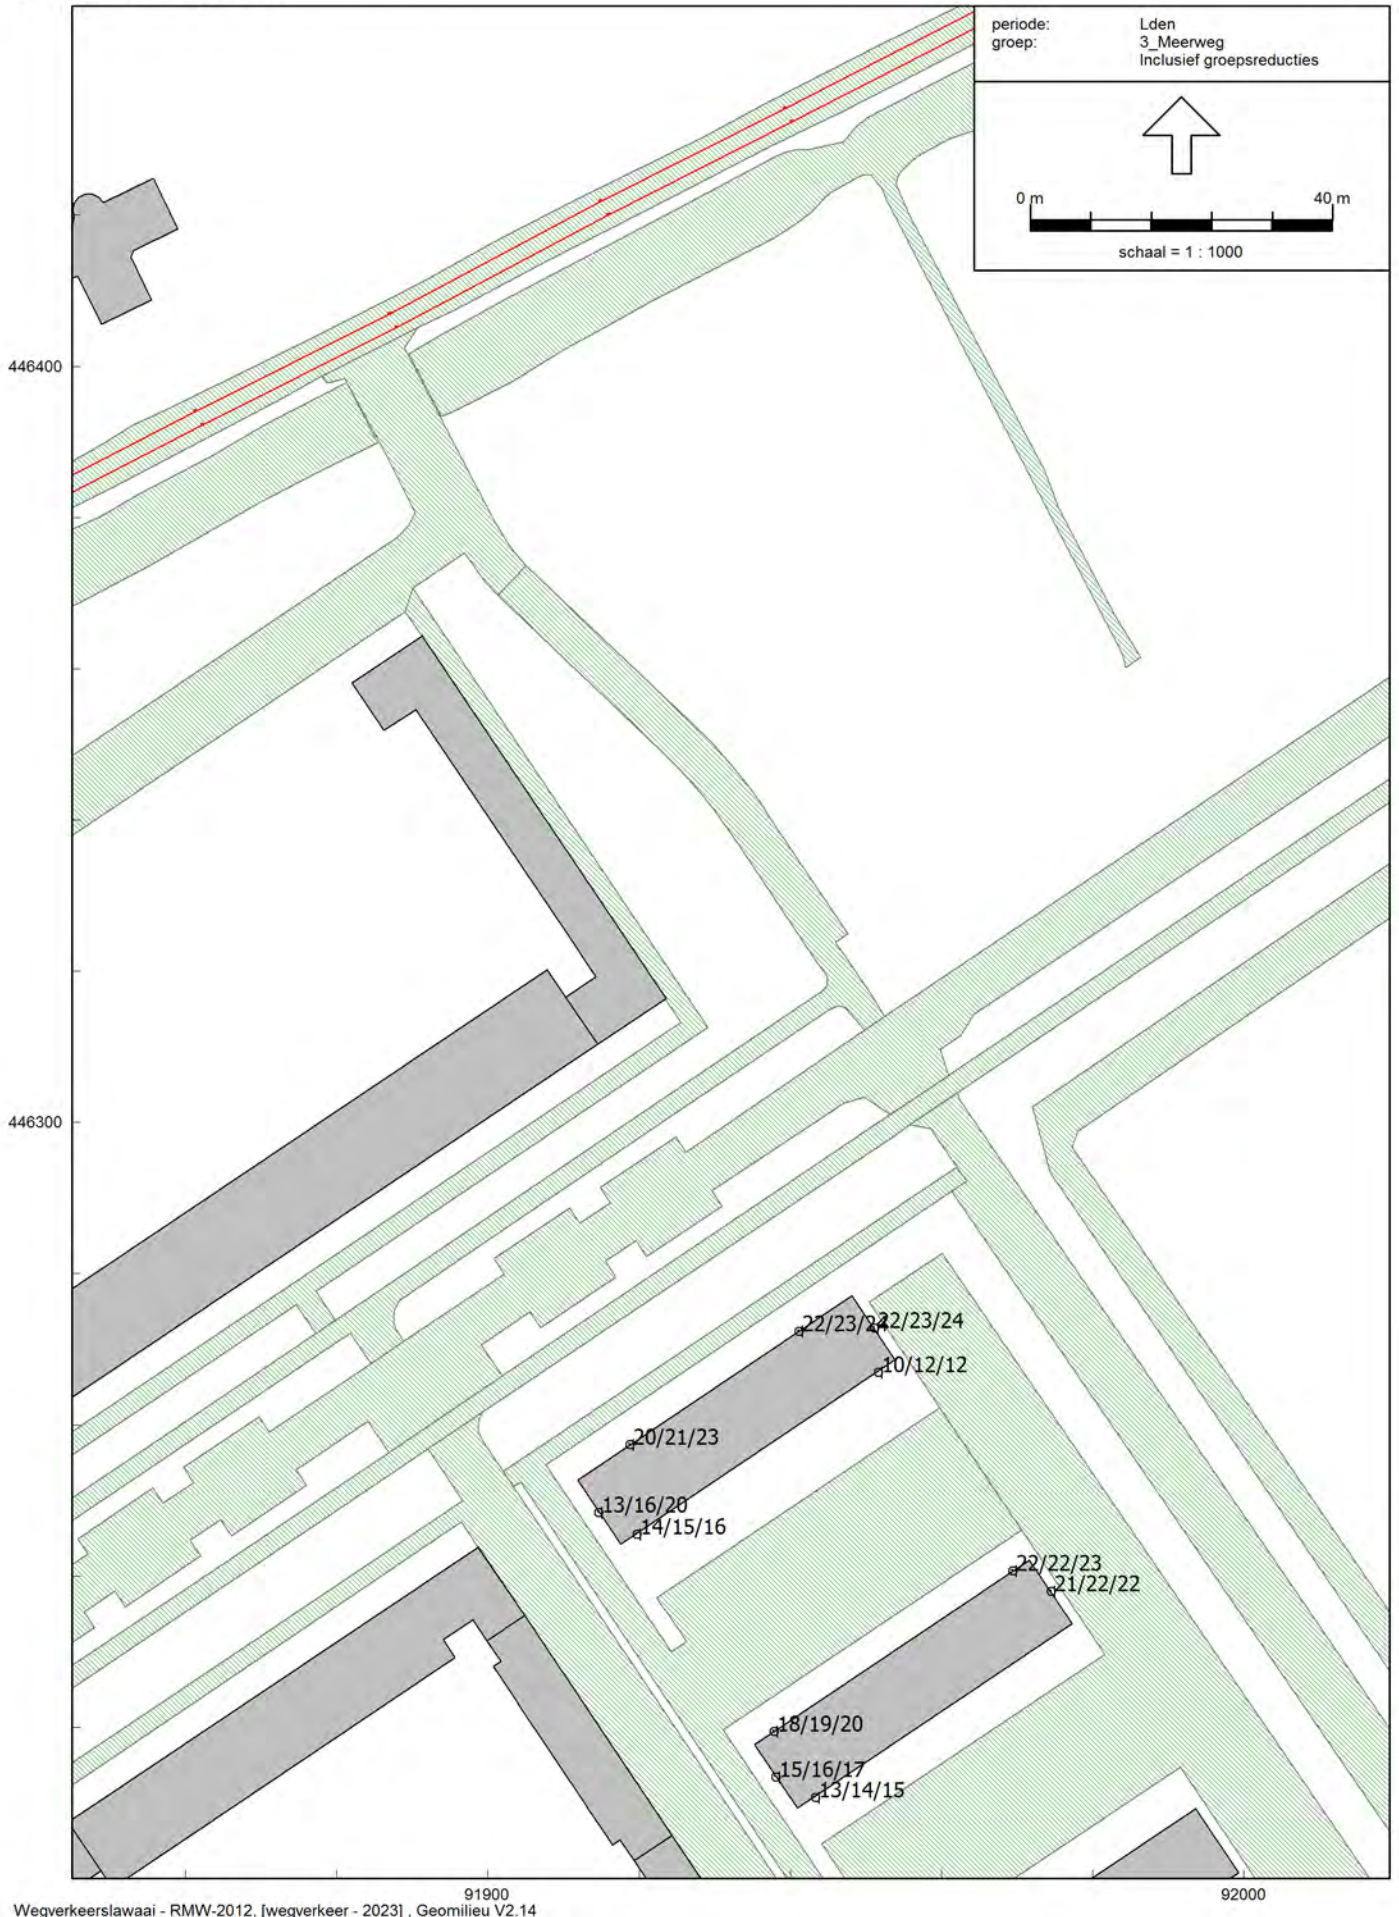 periode: Lden
groep: 3_Meerweg
Inclusief groepsreducties
0 m 40 m
schaal = 1 : 1000
446400
446300
22/23/24
22/23/24
10/12/12
20/21/23
13/16/20
14/15/16
22/22/23
21/22/22
18/19/20
15/16/17
13/14/15
91900 92000
Wegverkeerslawaai - RMW-2012, [wegverkeer - 2023] , Geomilieu V2.14